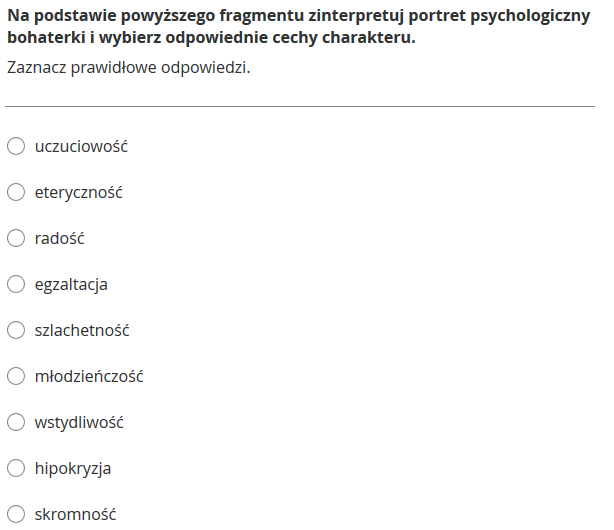 Na podstawie powyższego fragmentu zinterpretuj portret psychologiczny
bohaterki i wybierz odpowiednie cechy charakteru.
Zaznacz prawidłowe odpowiedzi.
uczuciowość
eteryczność
radość
egzaltacja
szlachetność
młodzieńczość
wstydliwość
hipokryzja
skromność